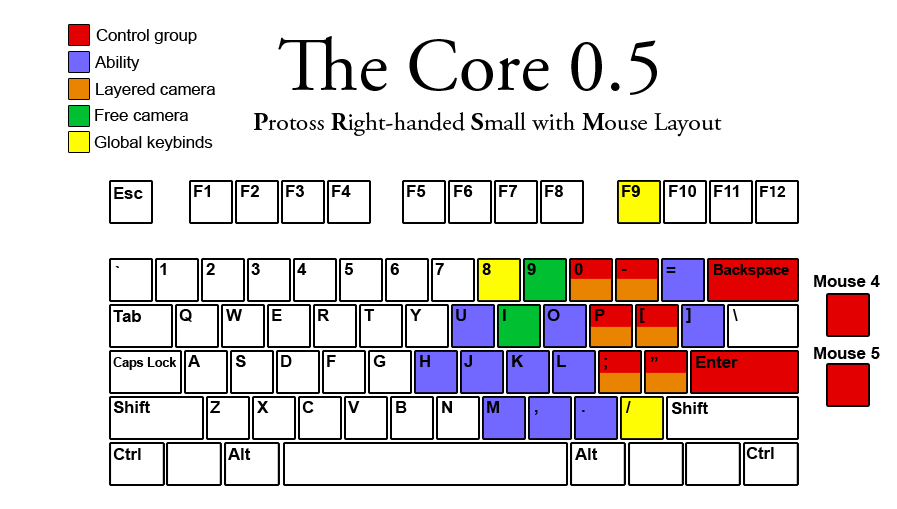 Control group
Ability
Layered camera
Free camera
Global keybinds
The Core 0.5
Protoss Right-handed Small with Mouse Layout
Esc F1 F2 F3 F4 F5 F6 F7 F8 F9 F10 F11 F12
` 1 2 3 4 5 6 7 8 9 0 - = Backspace
Mouse 4
Tab Q W E R T Y U I O P [ ] \
Mouse 5
Caps Lock A S D F G H J K L ; " Enter
Shift Z X C V B N M , . / Shift
Ctrl Alt Alt Ctrl